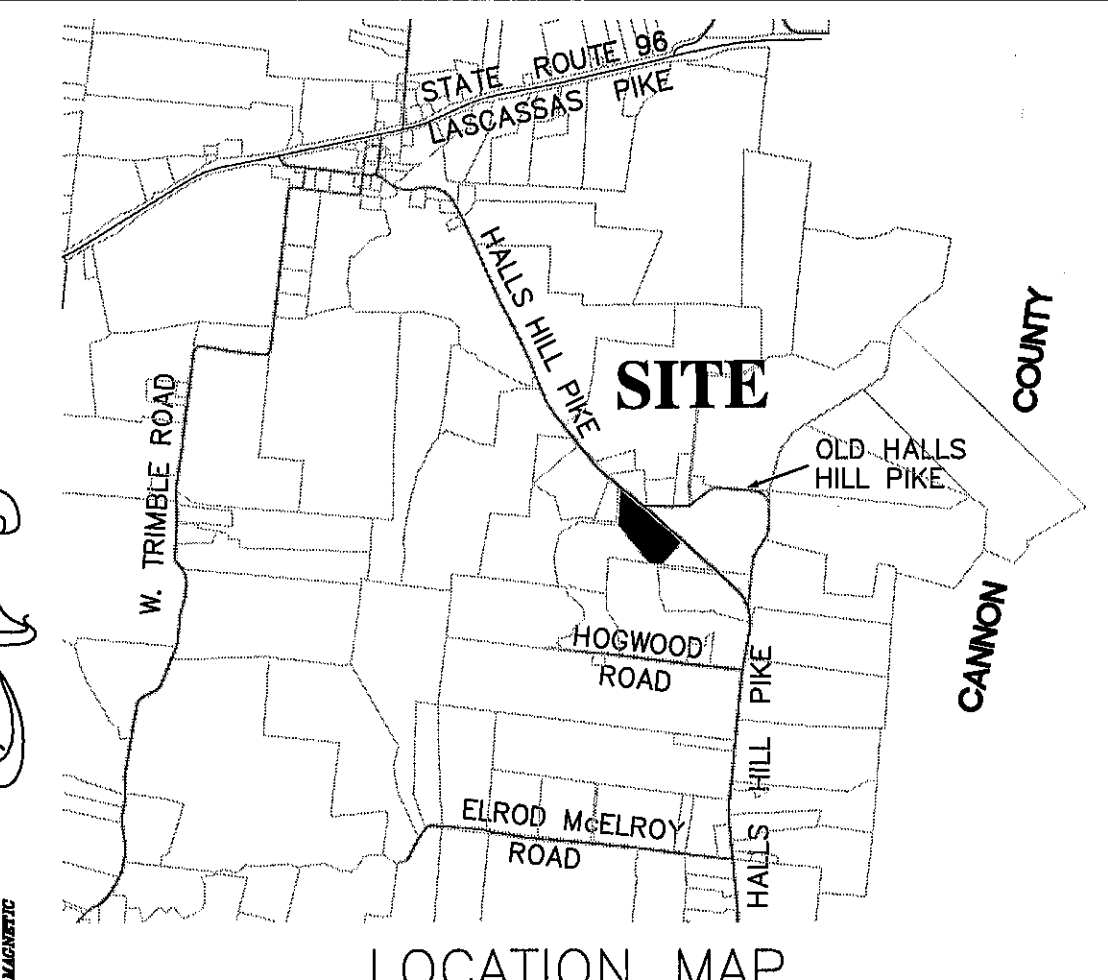 STATE ROUTE 96
LASCASSAS PIKE
HALLS HILL PIKE
SITE
COUNTY
OLD HALLS
HILL PIKE
W. TRIMBLE ROAD
CANNON
HOGWOOD
ROAD
HALLS HILL PIKE
ELROD McELROY
ROAD
MAGNETIC
LOCATION MAP